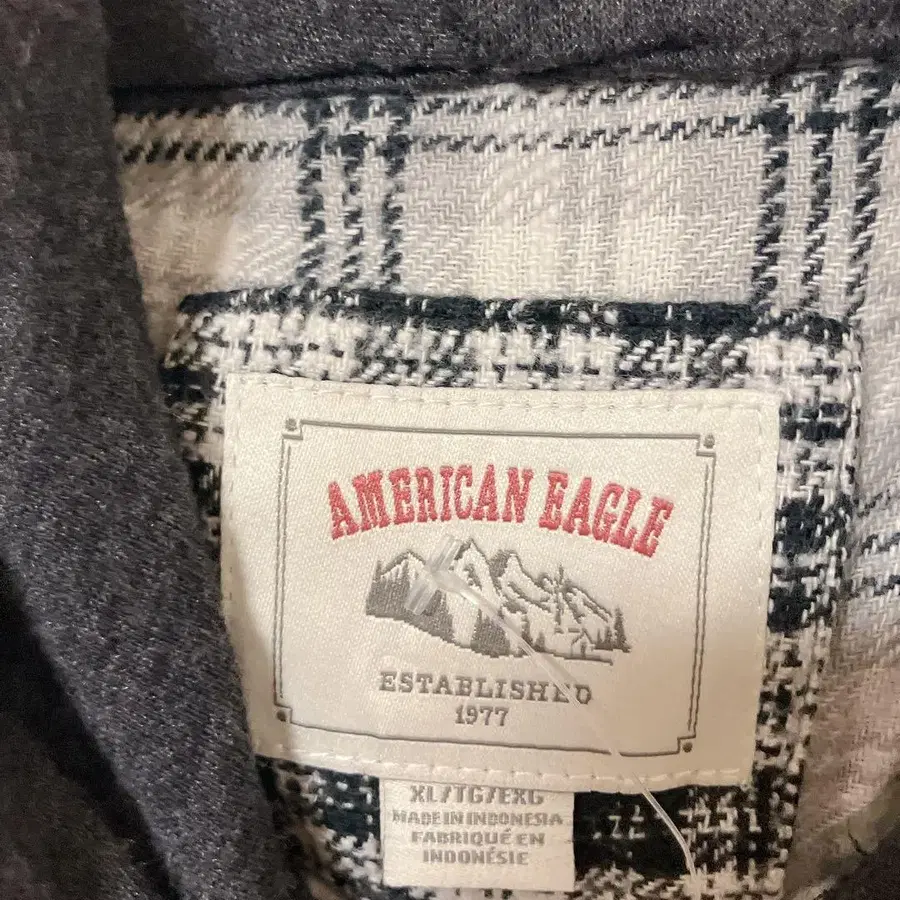 AMERICAN EAGLE
ESTABLISHED
1977
XL/TG/EXG
MADE IN INDONESIA
FABRIQUÉ EN
INDONÉSIE